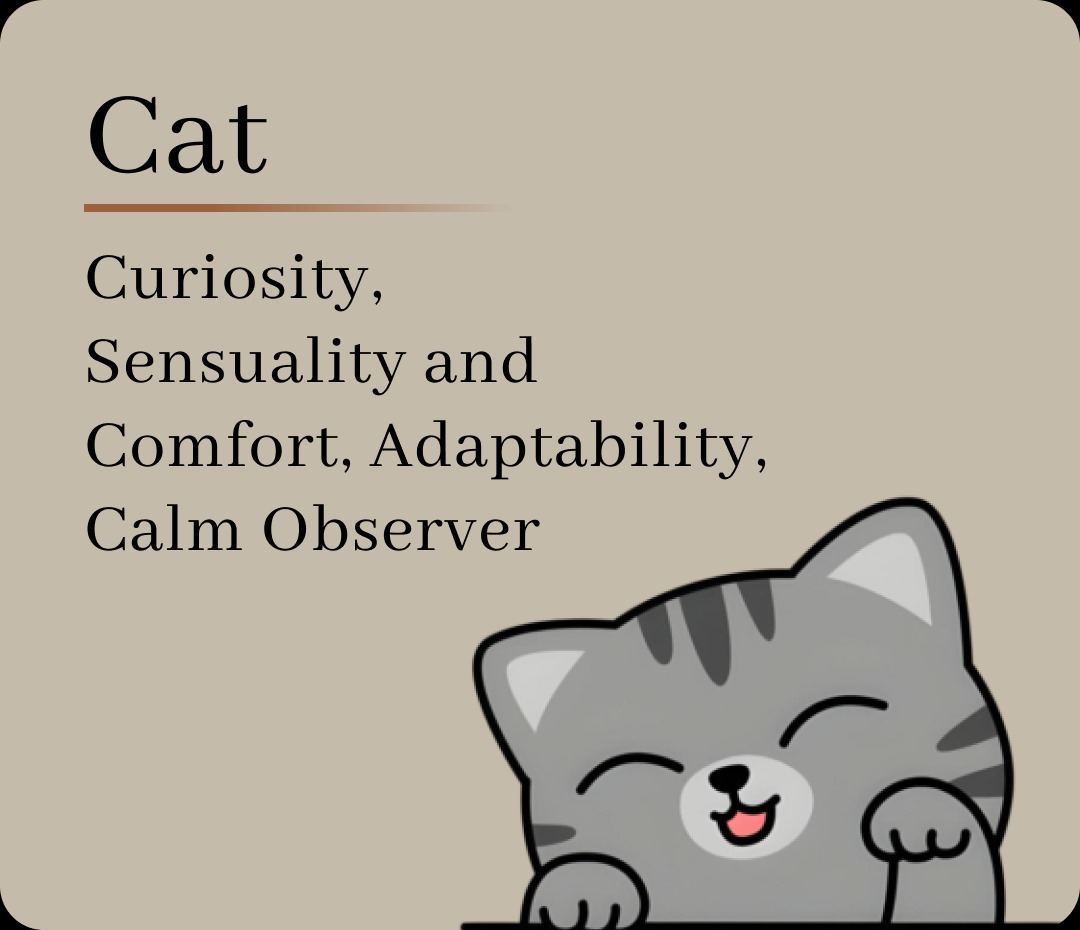 Cat
Curiosity,
Sensuality and
Comfort, Adaptability,
Calm Observer